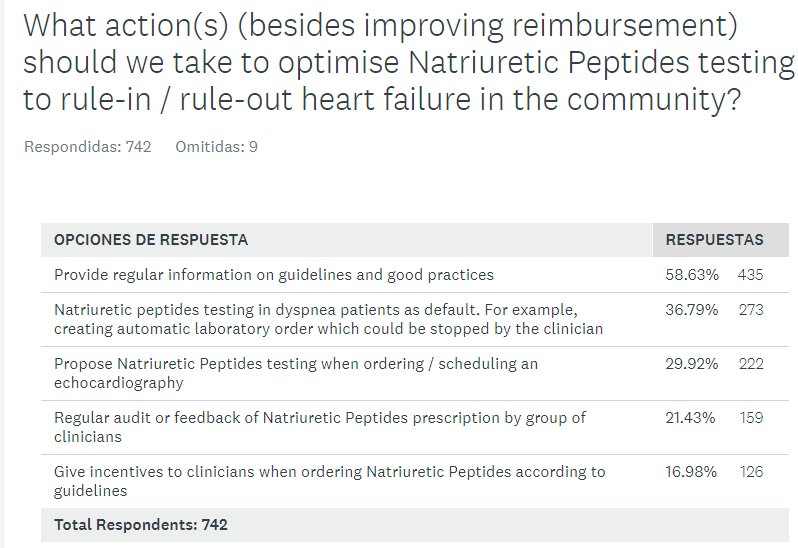 What action(s) (besides improving reimbursement)
should we take to optimise Natriuretic Peptides testing
to rule-in / rule-out heart failure in the community?
Respondidas: 742 Omitidas: 9
OPCIONES DE RESPUESTA RESPUESTAS
Provide regular information on guidelines and good practices 58.63% 435
Natriuretic peptides testing in dyspnea patients as default. For example, 36.79% 273
creating automatic laboratory order which could be stopped by the clinician
Propose Natriuretic Peptides testing when ordering / scheduling an 29.92% 222
echocardiography
Regular audit or feedback of Natriuretic Peptides prescription by group of 21.43% 159
clinicians
Give incentives to clinicians when ordering Natriuretic Peptides according to 16.98% 126
guidelines
Total Respondents: 742